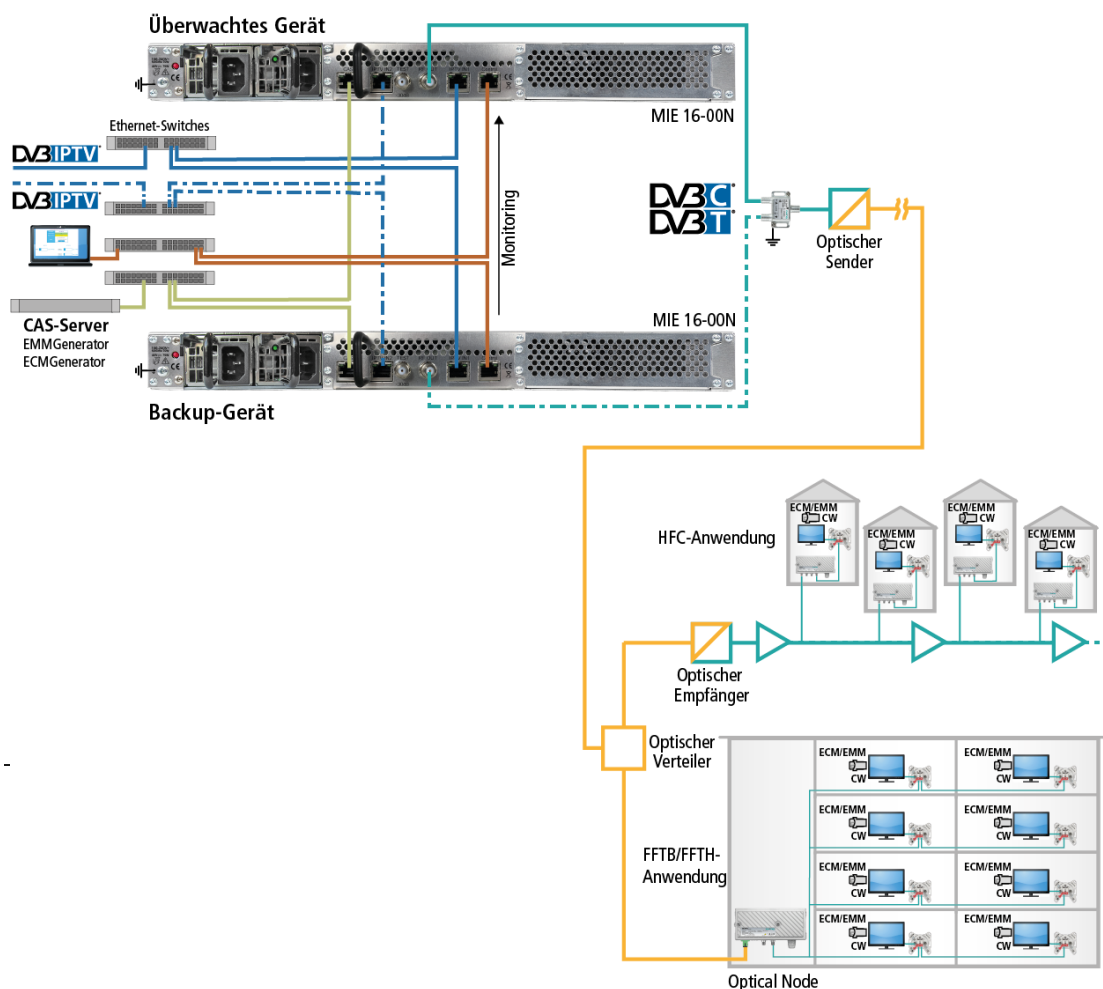 Überwachtes Gerät
MIE 16-00N
Ethernet-Switches
DVB IPTV
DVB IPTV
Monitoring
DVB C
DVB T
Optischer
Sender
CAS-Server
EMMGenerator
ECMGenerator
MIE 16-00N
Backup-Gerät
HFC-Anwendung
ECM/EMM
CW
ECM/EMM
CW
ECM/EMM
CW
ECM/EMM
CW
Optischer
Empfänger
Optischer
Verteiler
FFTB/FFTH-
Anwendung
ECM/EMM
CW
ECM/EMM
CW
ECM/EMM
CW
ECM/EMM
CW
ECM/EMM
CW
ECM/EMM
CW
ECM/EMM
CW
ECM/EMM
CW
Optical Node